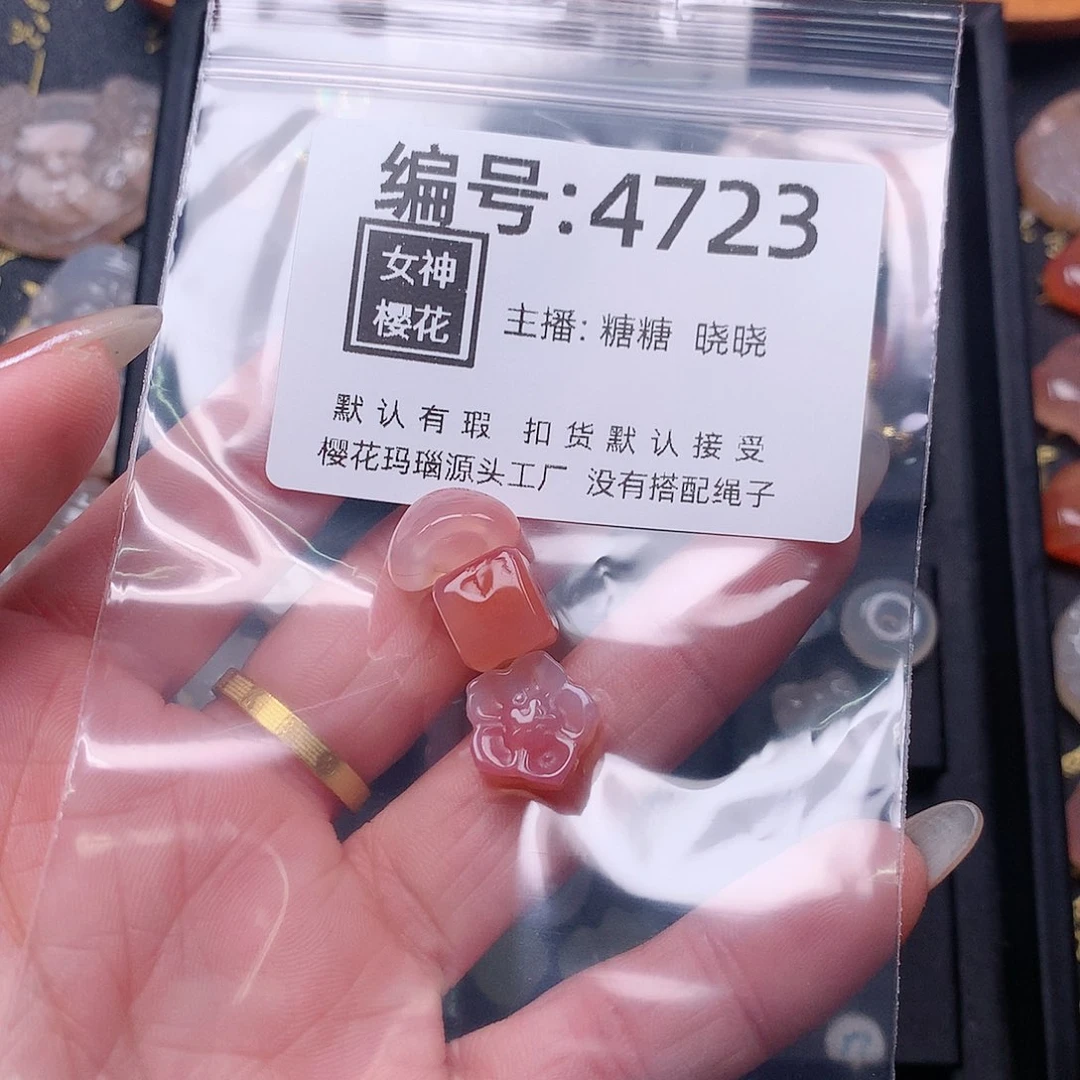 编号:4723
女神
樱花
主播: 糖糖 晓晓
默认有瑕 扣货默认接受
樱花玛瑙源头工厂 没有搭配绳子